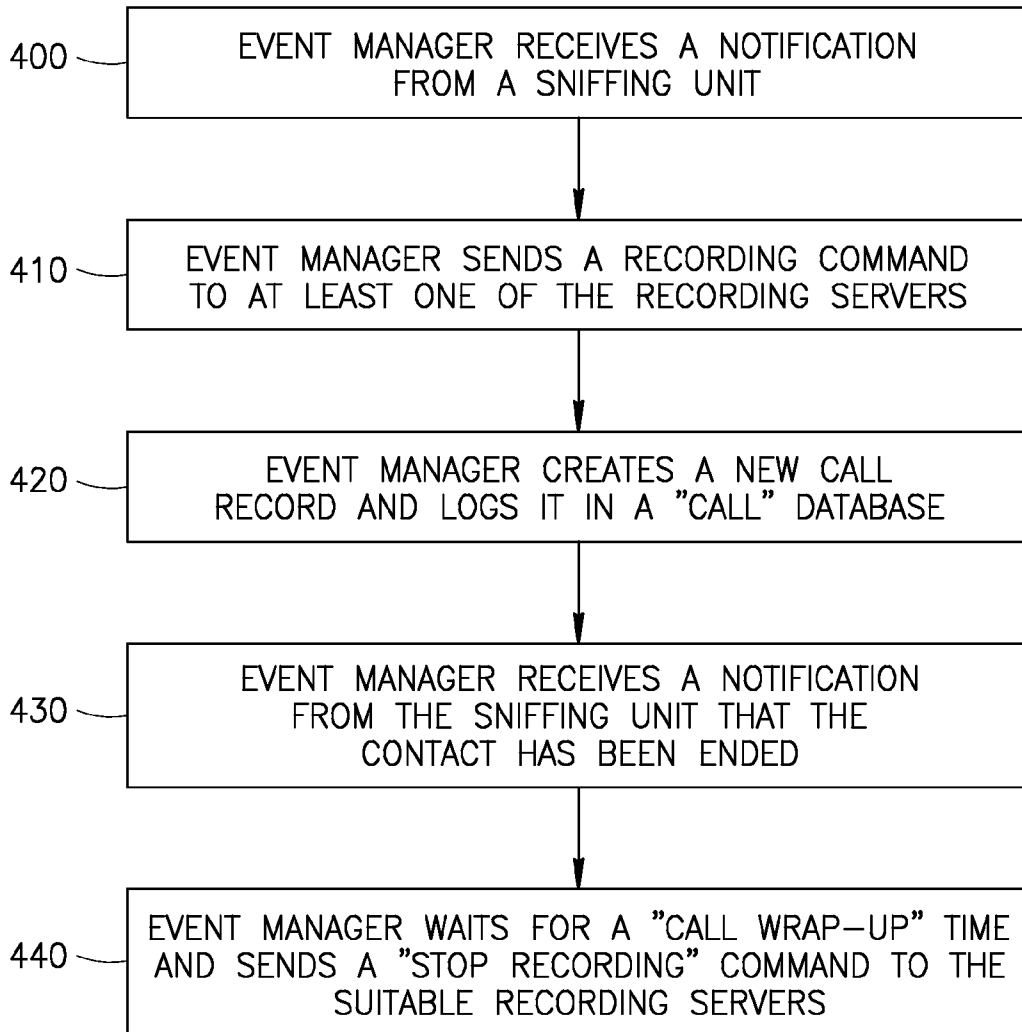 400
EVENT MANAGER RECEIVES A NOTIFICATION
FROM A SNIFFING UNIT
410
EVENT MANAGER SENDS A RECORDING COMMAND
TO AT LEAST ONE OF THE RECORDING SERVERS
420
EVENT MANAGER CREATES A NEW CALL
RECORD AND LOGS IT IN A "CALL" DATABASE
430
EVENT MANAGER RECEIVES A NOTIFICATION
FROM THE SNIFFING UNIT THAT THE
CONTACT HAS BEEN ENDED
440
EVENT MANAGER WAITS FOR A "CALL WRAP-UP" TIME
AND SENDS A "STOP RECORDING" COMMAND TO THE
SUITABLE RECORDING SERVERS